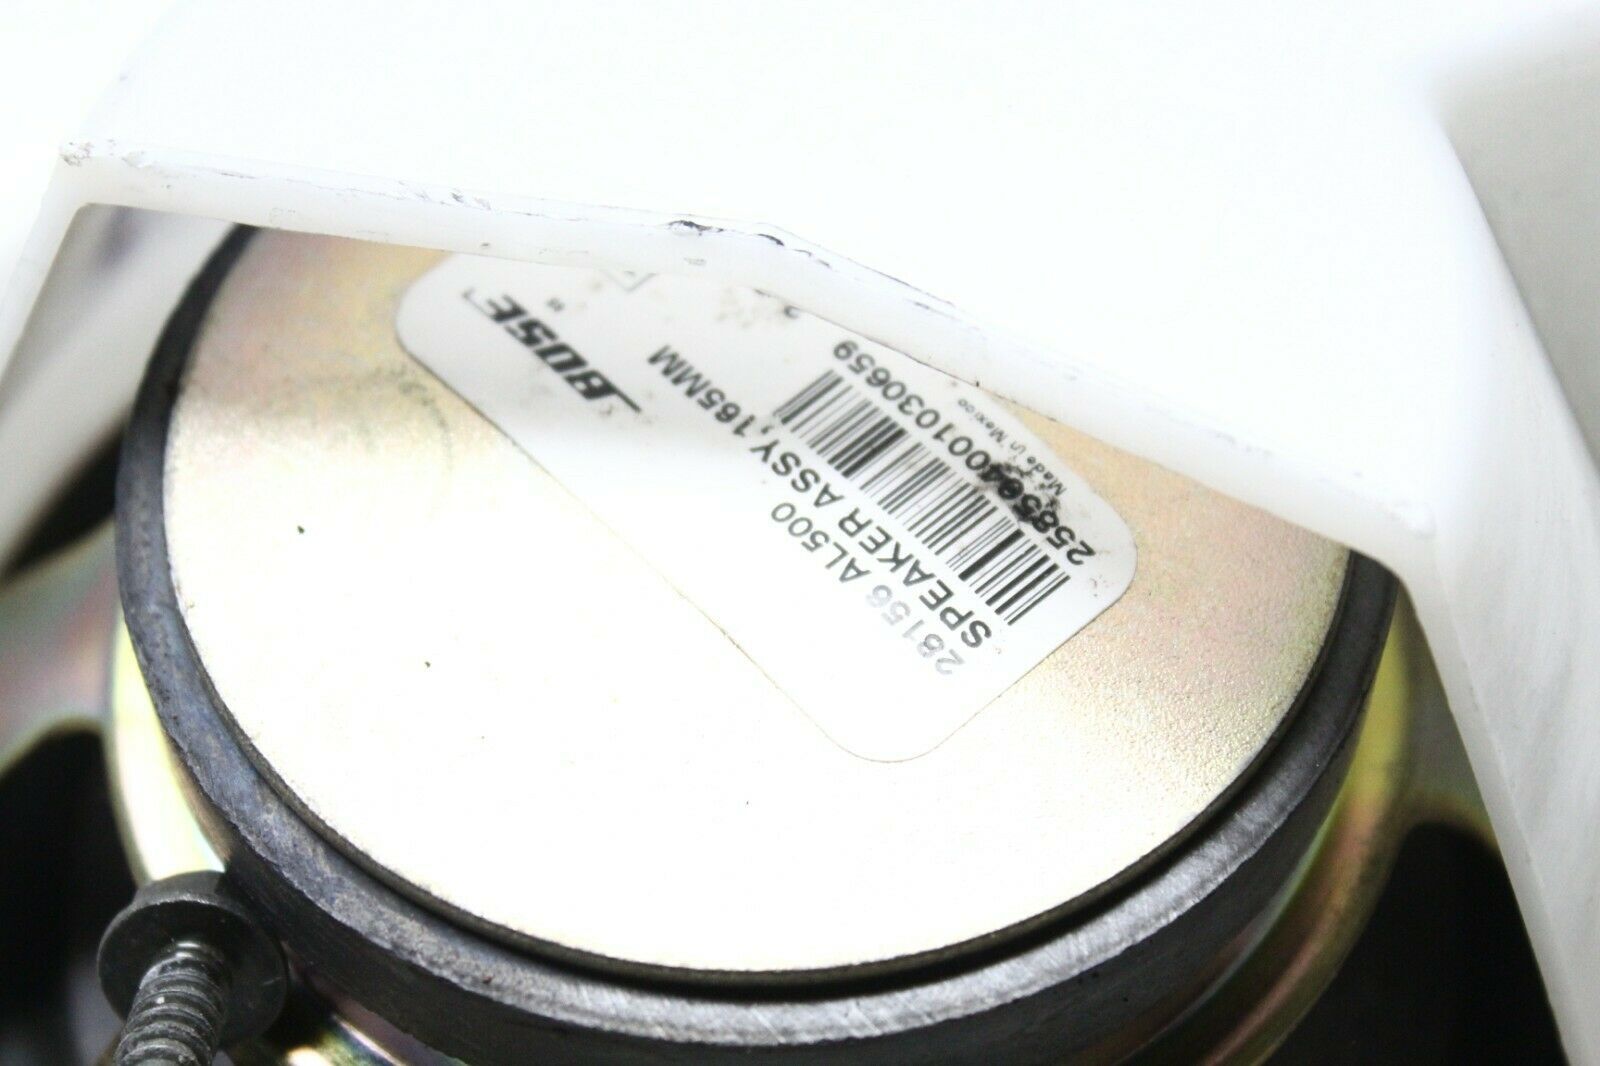 BOSE
28156 AL500
SPEAKER ASSY,165MM
Made in Mexico